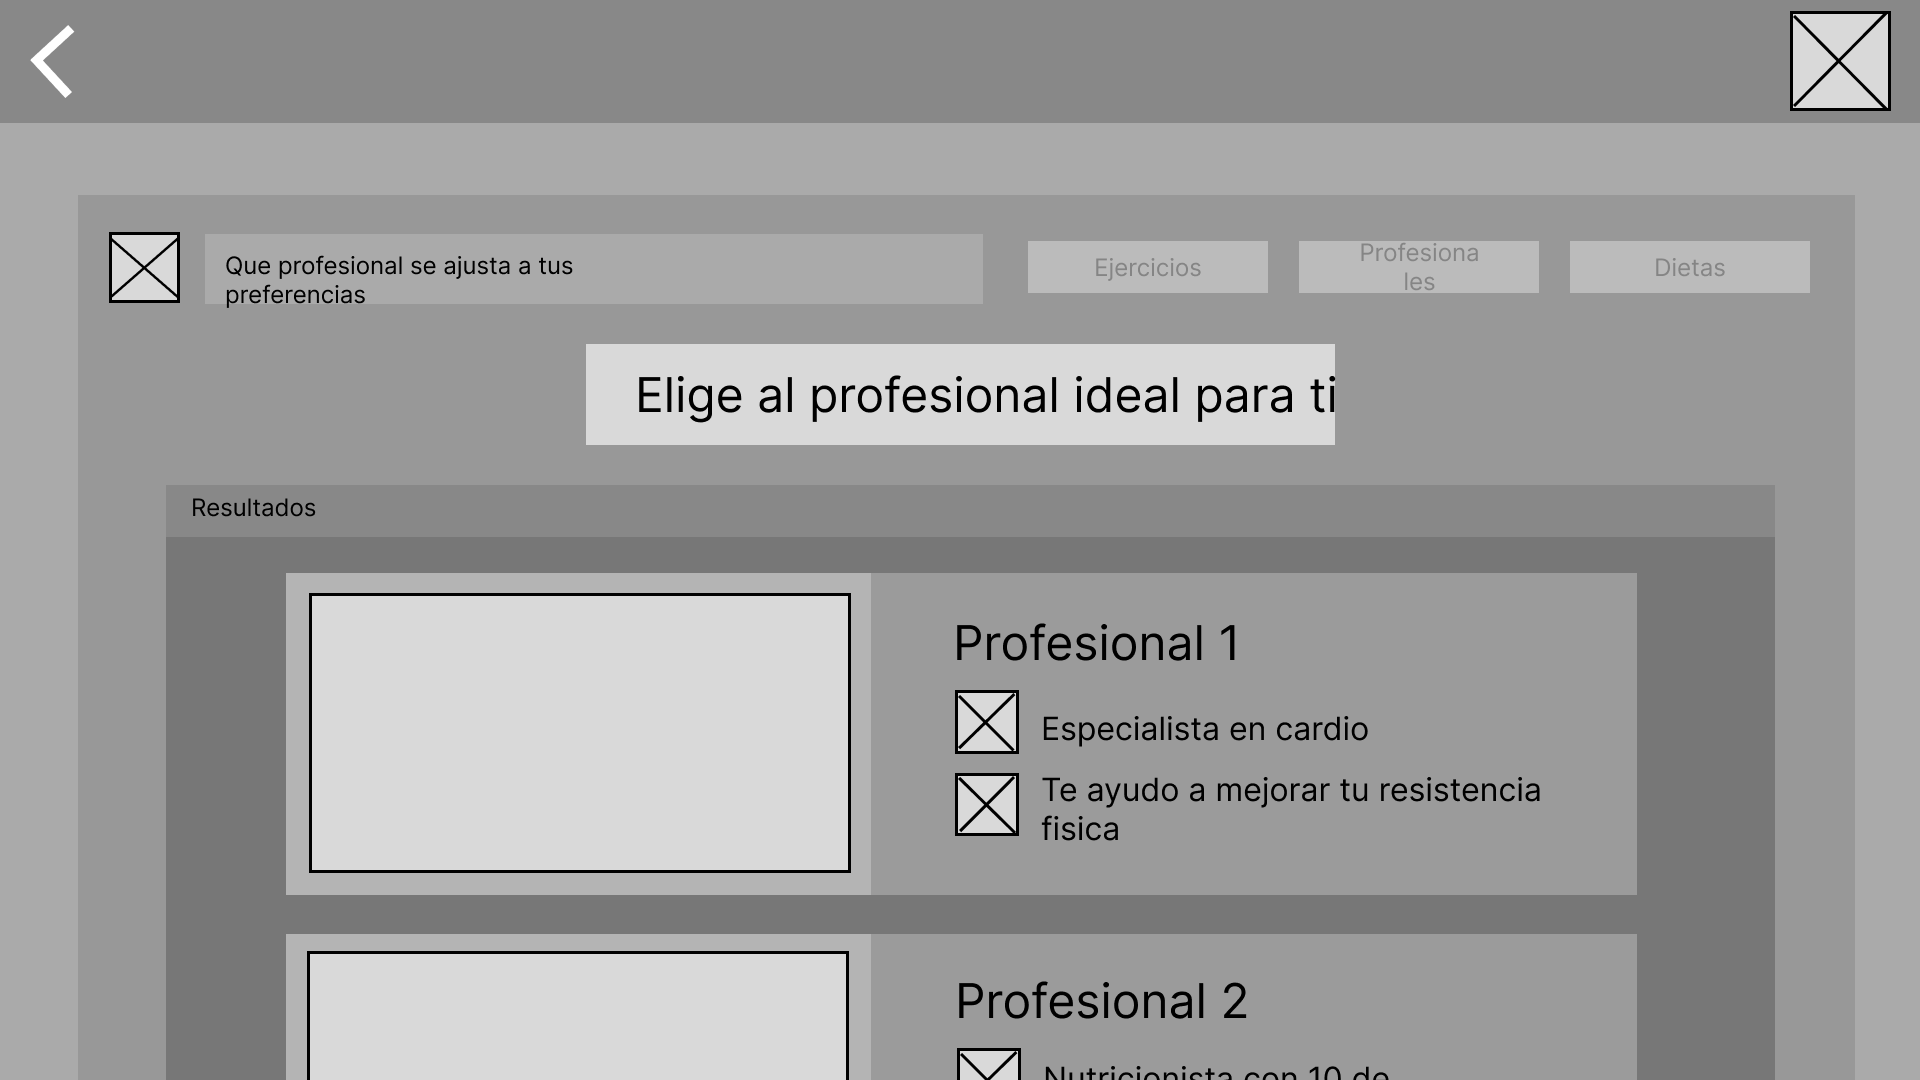 Que profesional se ajusta a tus
preferencias
Ejercicios
Profesiona
les
Dietas
Elige al profesional ideal para ti
Resultados
Profesional 1
Especialista en cardio
Te ayudo a mejorar tu resistencia
fisica
Profesional 2
Nutricionista con 10 de